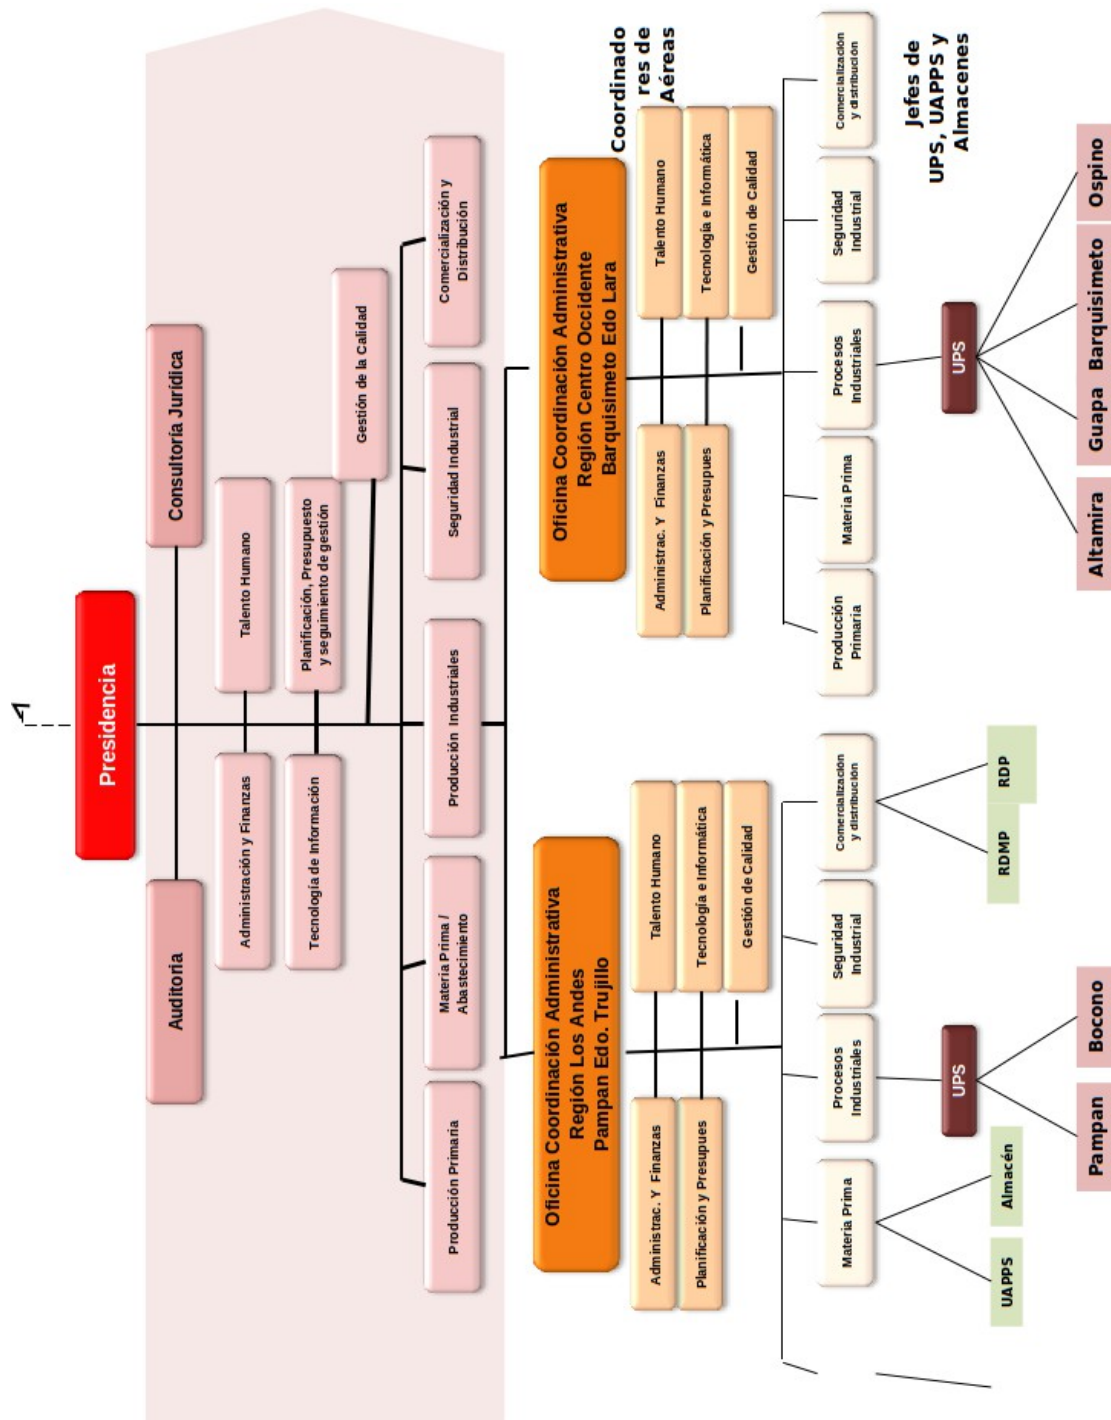 Presidencia
Auditoria
Consultoría Jurídica
Administración y Finanzas
Talento Humano
Tecnología de Información
Planificación, Presupuesto
y seguimiento de gestión
Gestión de la Calidad
Producción Primaria
Materia Prima /
Abastecimiento
Producción Industriales
Seguridad Industrial
Comercialización y
Distribución
Oficina Coordinación Administrativa
Región Los Andes
Pampan Edo. Trujillo
Oficina Coordinación Administrativa
Región Centro Occidente
Barquisimeto Edo Lara
Coordinado
res de
Aéreas
Administrac. Y Finanzas
Talento Humano
Planificación y Presupues
Tecnología e Informática
Gestión de Calidad
Administrac. Y Finanzas
Talento Humano
Planificación y Presupues
Tecnología e Informática
Gestión de Calidad
Materia Prima
Procesos
Industriales
Seguridad
Industrial
Comercialización
y distribución
Producción
Primaria
Materia Prima
Procesos
Industriales
Seguridad
Industrial
Comercialización
y distribución
Jefes de
UPS, UAPPS y
Almacenes
UPS
UPS
UAPPS
Almacén
RDMP
RDP
Pampan
Bocono
Altamira
Guapa
Barquisimeto
Ospino